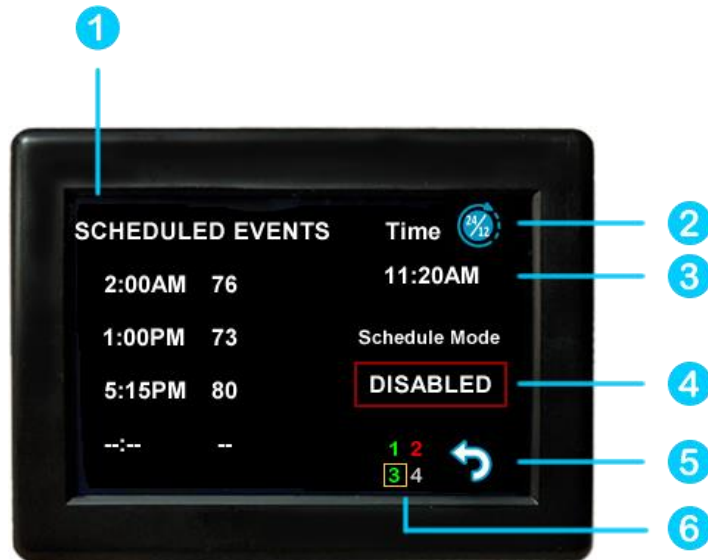 1
SCHEDULED EVENTS
Time 24/12
2
2:00AM 76
11:20AM
3
1:00PM 73
Schedule Mode
5:15PM 80
DISABLED
4
--:-- --
1 2
3 4
5
6